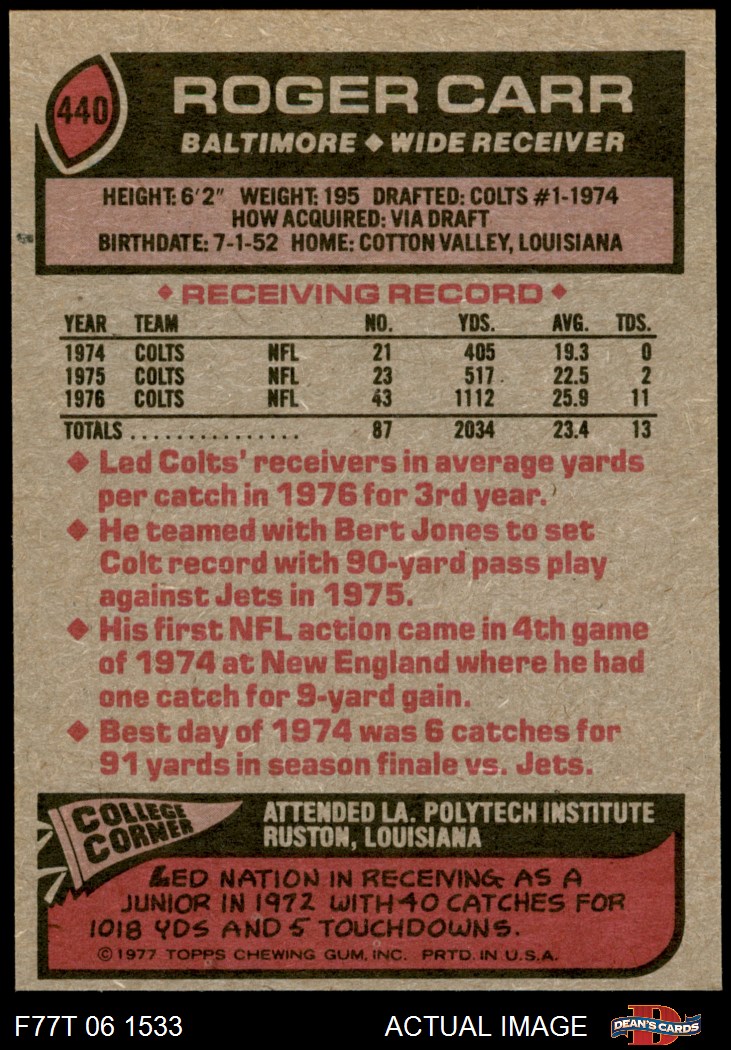 440
ROGER CARR
BALTIMORE ◆ WIDE RECEIVER
HEIGHT: 6'2" WEIGHT: 195 DRAFTED: COLTS #1-1974
HOW ACQUIRED: VIA DRAFT
BIRTHDATE: 7-1-52 HOME: COTTON VALLEY, LOUISIANA
◆ RECEIVING RECORD ◆
YEAR TEAM NO. YDS. AVG. TDS.
1974 COLTS NFL 21 405 19.3 0
1975 COLTS NFL 23 517 22.5 2
1976 COLTS NFL 43 1112 25.9 11
TOTALS ................ 87 2034 23.4 13
◆ Led Colts' receivers in average yards
per catch in 1976 for 3rd year.
◆ He teamed with Bert Jones to set
Colt record with 90-yard pass play
against Jets in 1975.
◆ His first NFL action came in 4th game
of 1974 at New England where he had
one catch for 9-yard gain.
◆ Best day of 1974 was 6 catches for
91 yards in season finale vs. Jets.
COLLEGE
CORNER
ATTENDED LA. POLYTECH INSTITUTE
RUSTON, LOUISIANA
LED NATION IN RECEIVING AS A
JUNIOR IN 1972 WITH 40 CATCHES FOR
1018 YDS AND 5 TOUCHDOWNS.
©1977 TOPPS CHEWING GUM, INC. PRTD. IN U.S.A.
F77T 06 1533 ACTUAL IMAGE D DEAN'S CARDS